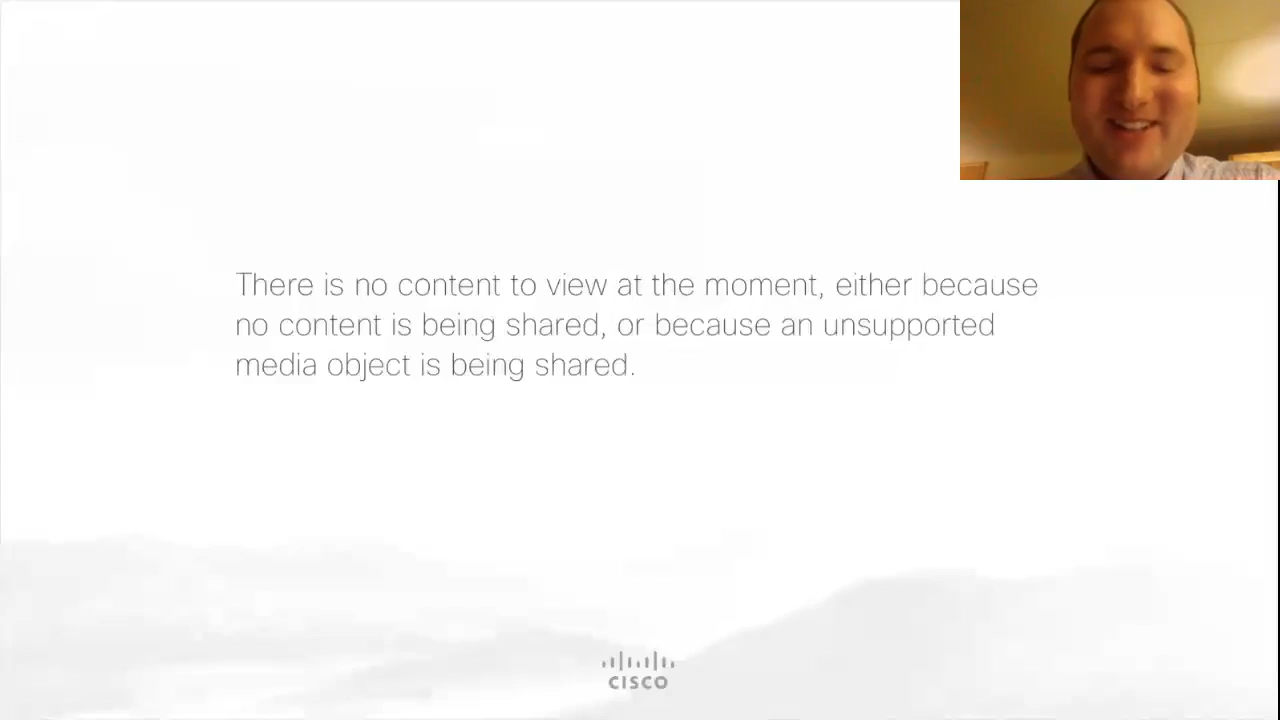 There is no content to view at the moment, either because
no content is being shared, or because an unsupported
media object is being shared.
CISCO